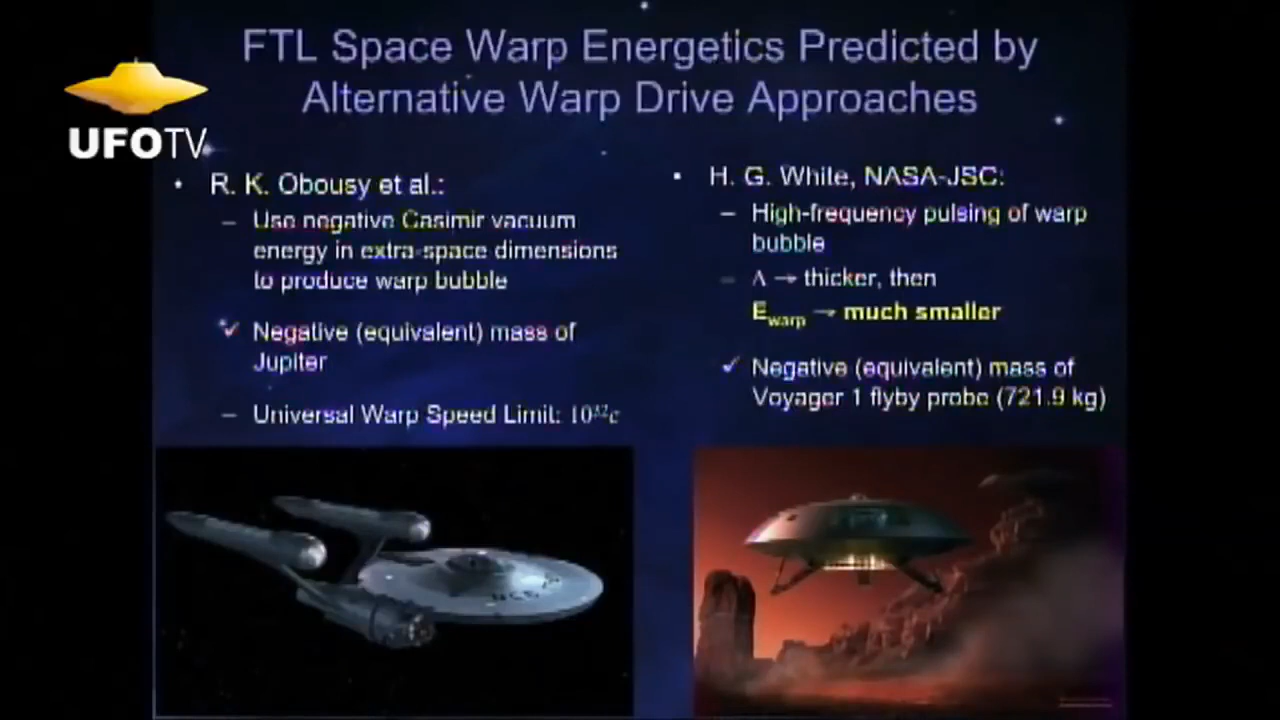 FTL Space Warp Energetics Predicted by
Alternative Warp Drive Approaches
UFOTV
• R. K. Obousy et al.:
– Use negative Casimir vacuum
energy in extra-space dimensions
to produce warp bubble
✓ Negative (equivalent) mass of
Jupiter
– Universal Warp Speed Limit: 10³²c
• H. G. While, NASA-JSC:
– High-frequency pulsing of warp
bubble
– Λ → thicker, then
Ewarp → much smaller
✓ Negative (equivalent) mass of
Voyager 1 flyby probe (721.9 kg)